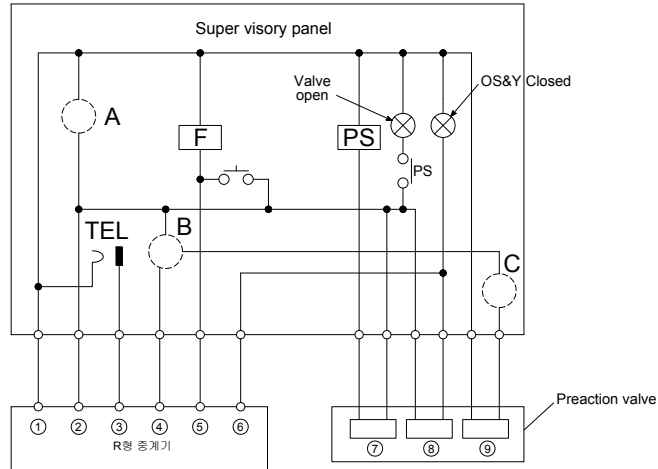 Super visory panel
Valve
open
OS&Y Closed
A
F
PS
PS
TEL
B
C
① ② ③ ④ ⑤ ⑥
R형 중계기
⑦ ⑧ ⑨
Preaction valve